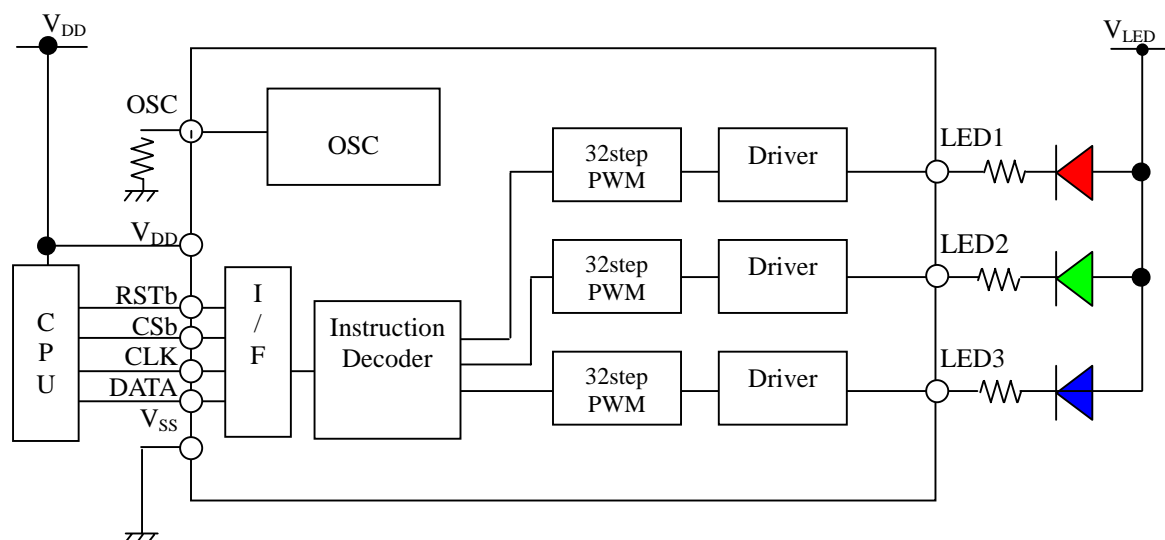 VDD
VLED
OSC
OSC
32step
PWM
Driver
LED1
VDD
32step
PWM
Driver
LED2
CPU
RSTb
CSb
CLK
DATA
VSS
I/F
Instruction
Decoder
32step
PWM
Driver
LED3